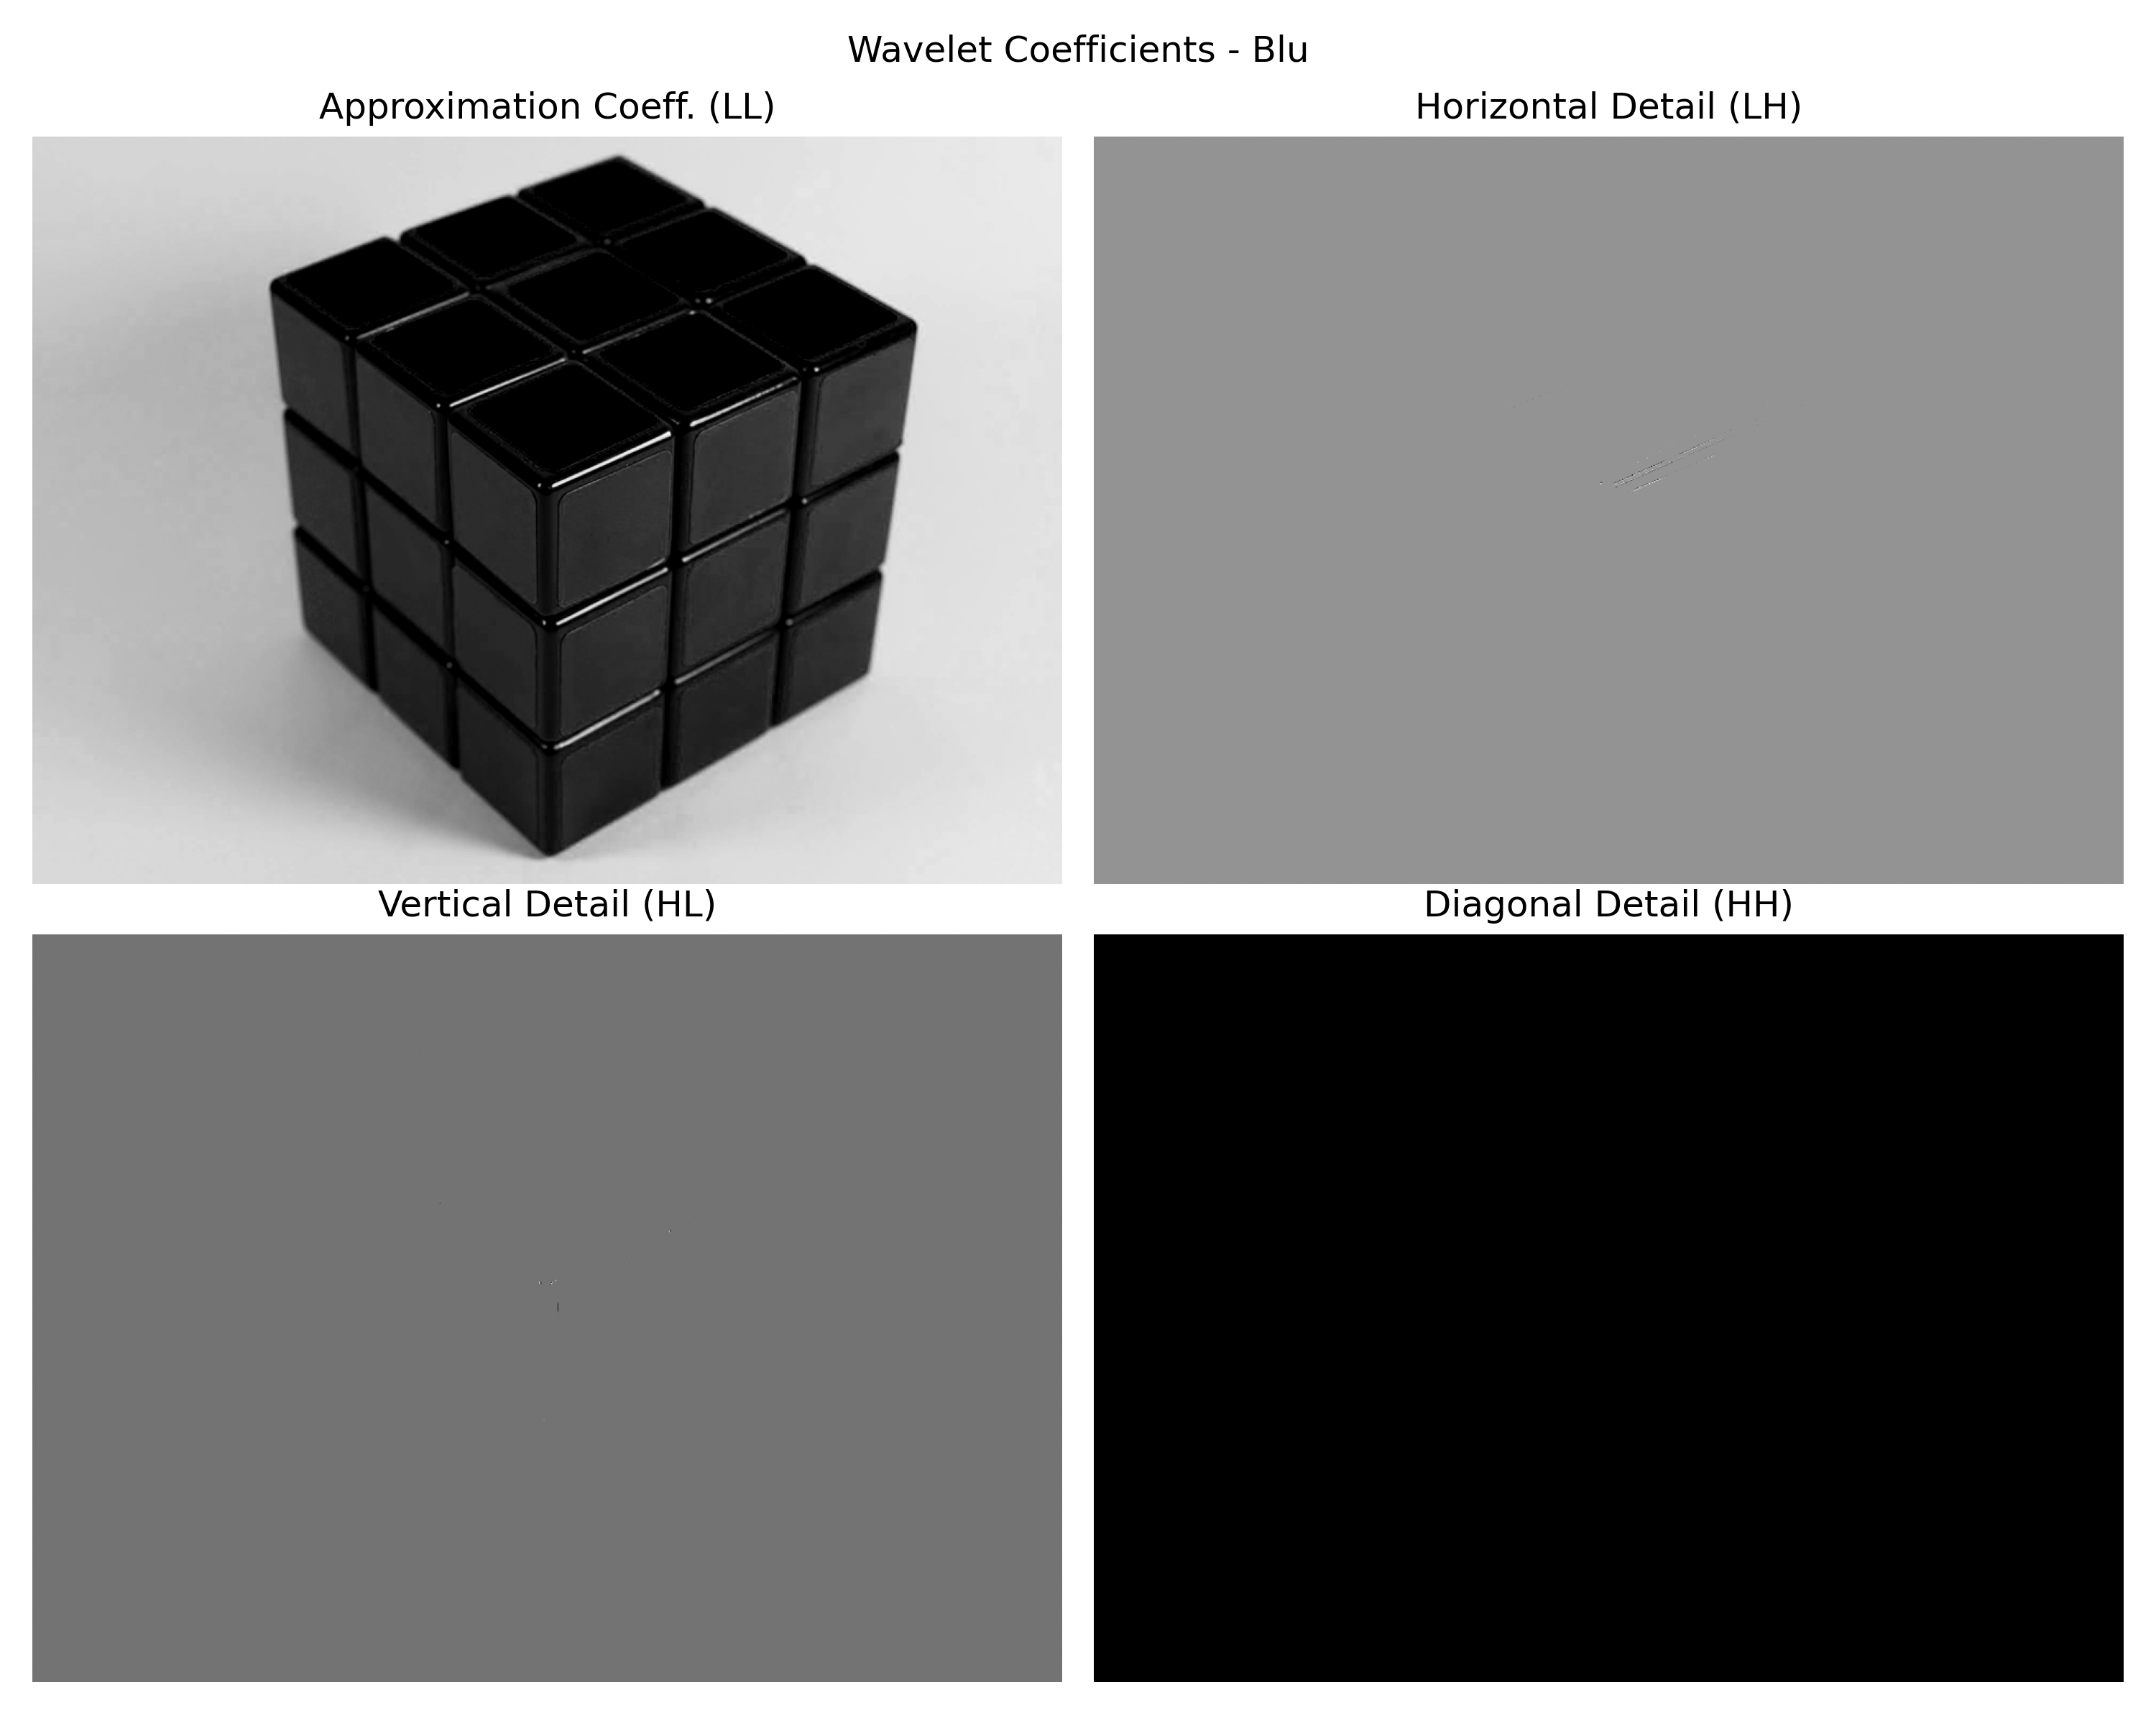 Wavelet Coefficients - Blu
Approximation Coeff. (LL)
Horizontal Detail (LH)
Vertical Detail (HL)
Diagonal Detail (HH)